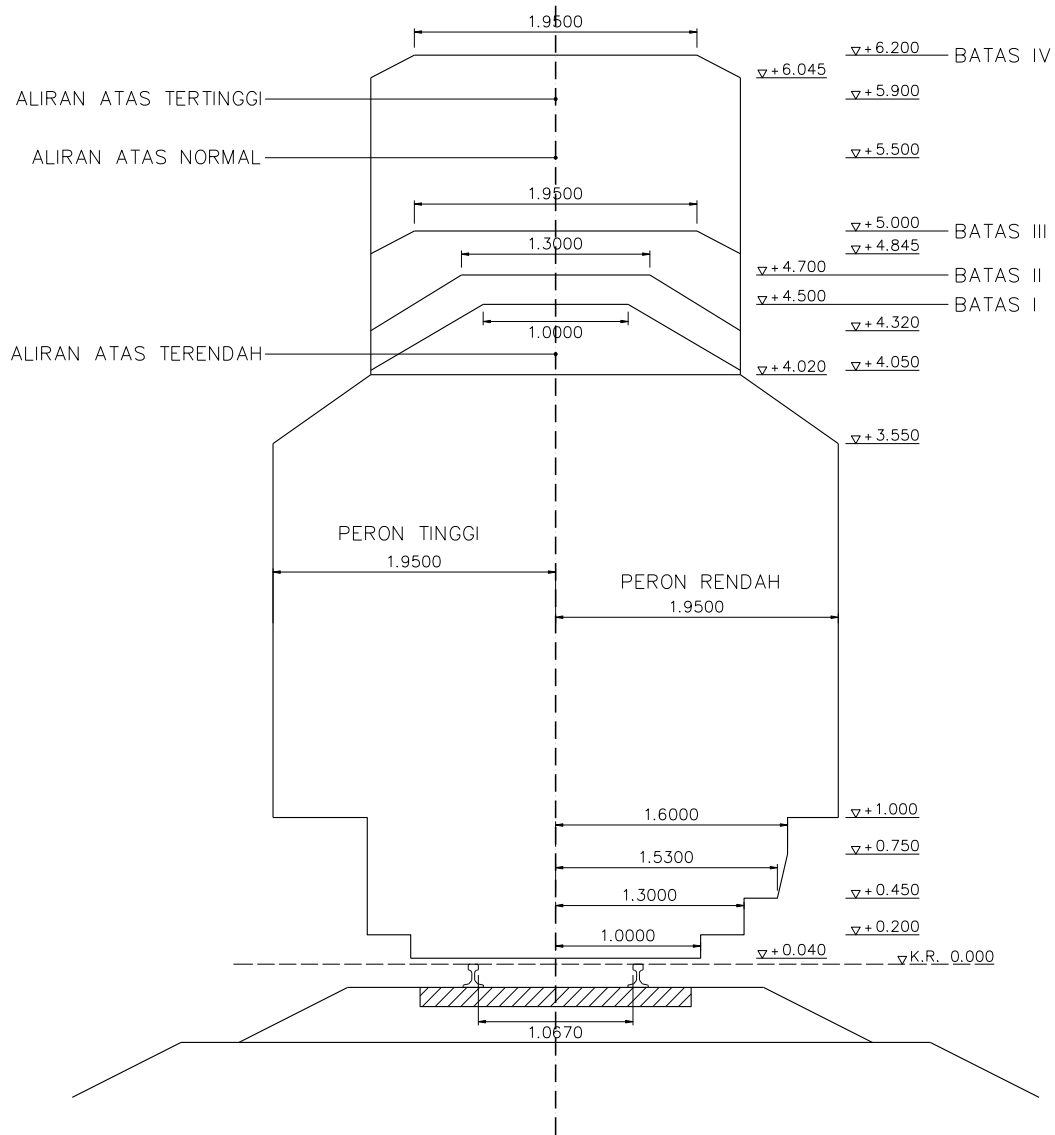 1.9500
▽+6.200 BATAS IV
▽+6.045
ALIRAN ATAS TERTINGGI
▽+5.900
ALIRAN ATAS NORMAL
▽+5.500
1.9500
▽+5.000 BATAS III
1.3000
▽+4.845
▽+4.700 BATAS II
▽+4.500 BATAS I
1.0000
▽+4.320
ALIRAN ATAS TERENDAH
▽+4.020
▽+4.050
▽+3.550
PERON TINGGI
1.9500
PERON RENDAH
1.9500
1.6000
▽+1.000
▽+0.750
1.5300
▽+0.450
1.3000
▽+0.200
1.0000
▽+0.040
▽K.R. 0.000
1.0670